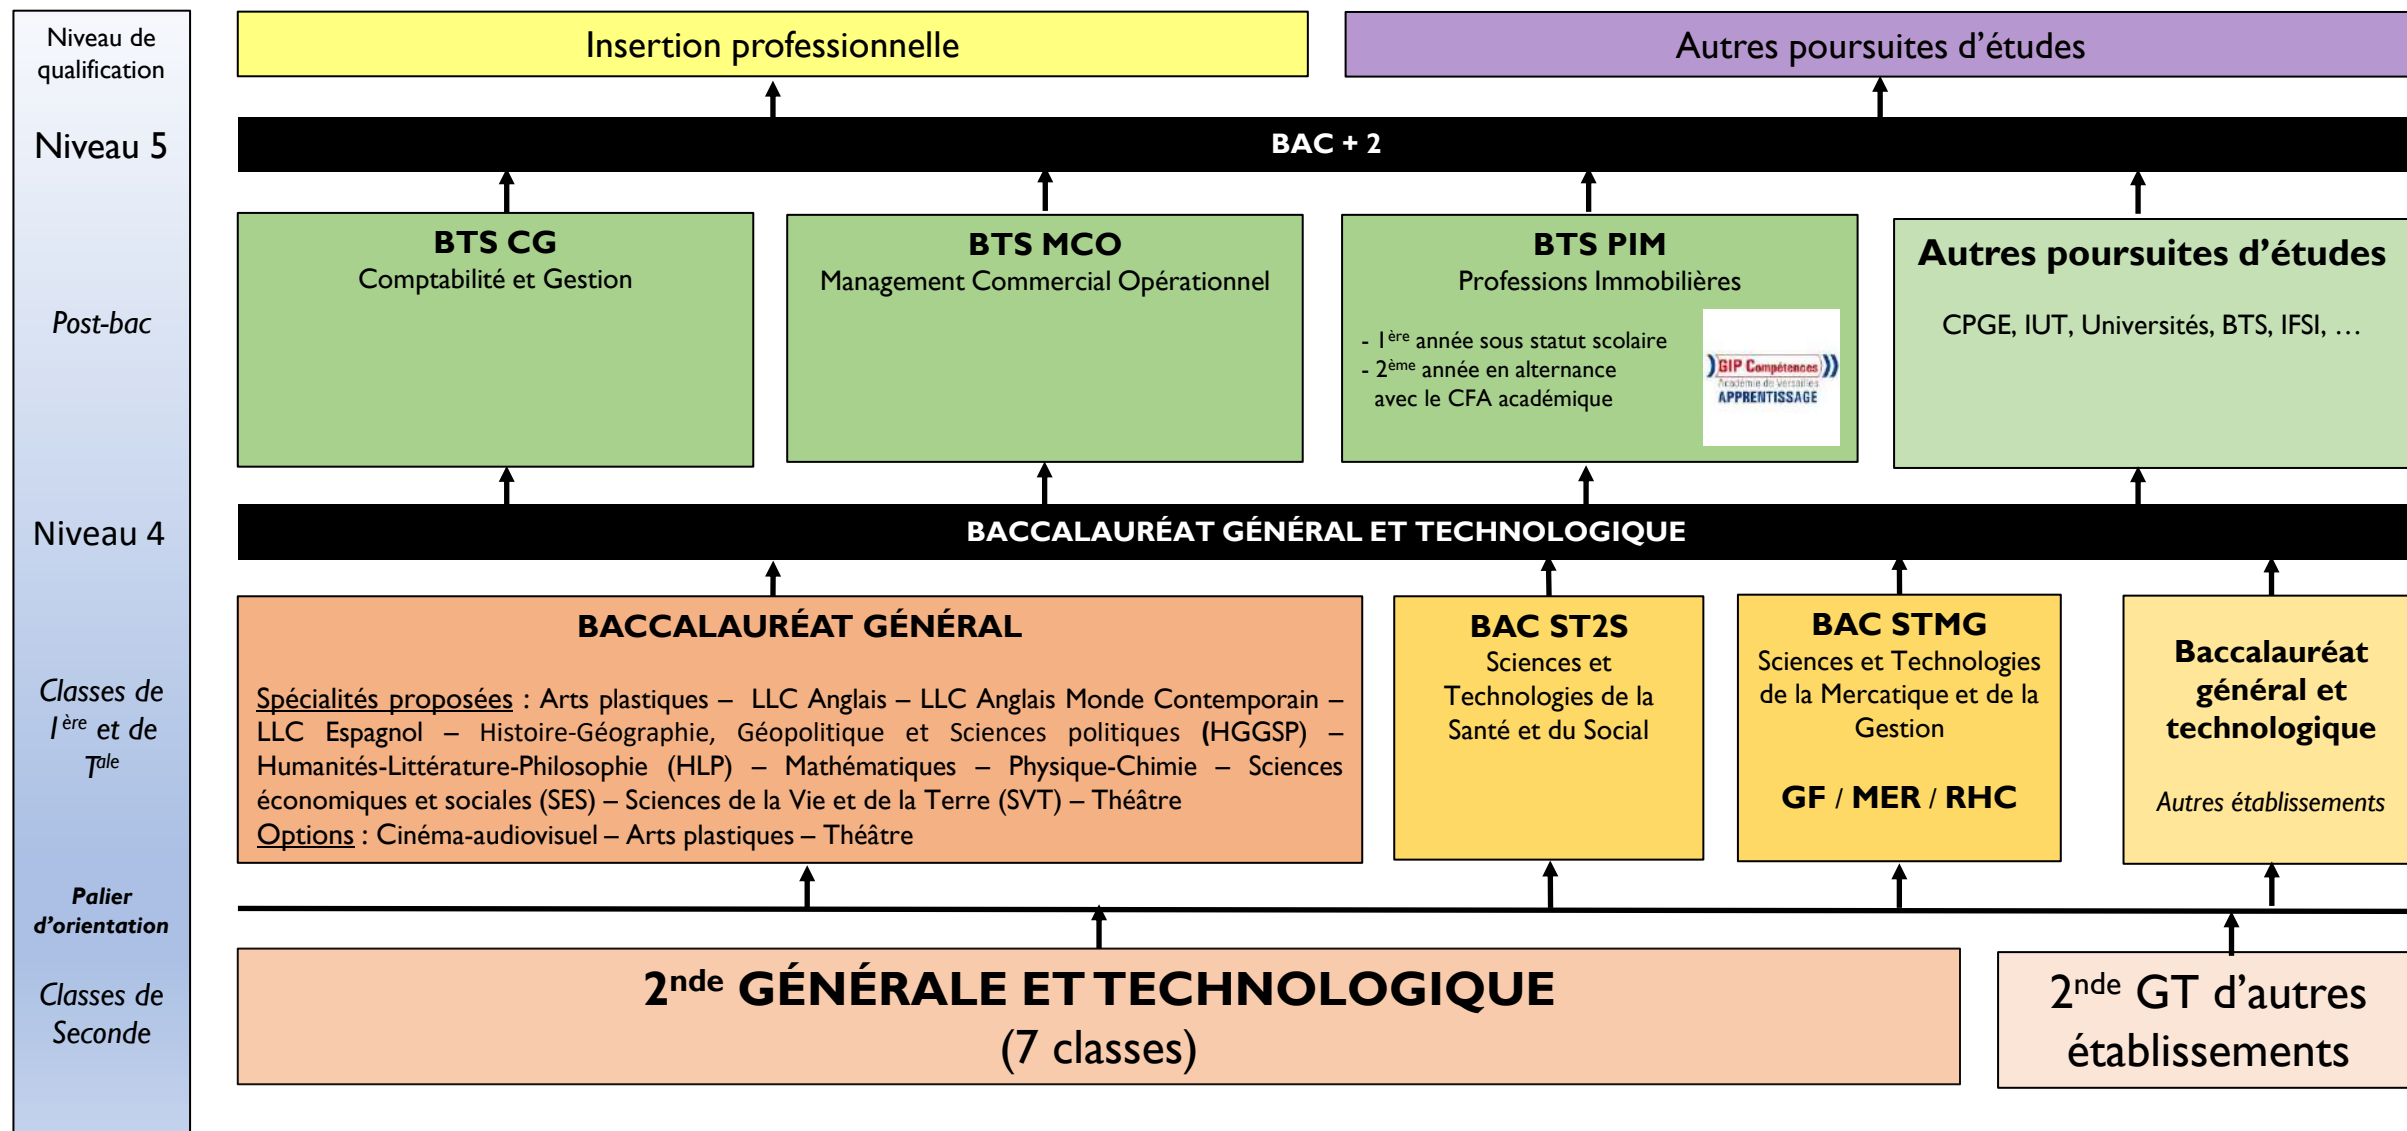 Niveau de
qualification
Insertion professionnelle
Autres poursuites d’études
Niveau 5
BAC + 2
Post-bac
BTS CG
Comptabilité et Gestion
BTS MCO
Management Commercial Opérationnel
BTS PIM
Professions Immobilières
- 1ère année sous statut scolaire
- 2ème année en alternance
avec le CFA académique
GIP Compétences
Académie de Versailles
APPRENTISSAGE
Autres poursuites d’études
CPGE, IUT, Universités, BTS, IFSI, …
Niveau 4
BACCALAURÉAT GÉNÉRAL ET TECHNOLOGIQUE
Classes de
1ère et de
Tale
BACCALAURÉAT GÉNÉRAL
Spécialités proposées : Arts plastiques – LLC Anglais – LLC Anglais Monde Contemporain –
LLC Espagnol – Histoire-Géographie, Géopolitique et Sciences politiques (HGGSP) –
Humanités-Littérature-Philosophie (HLP) – Mathématiques – Physique-Chimie – Sciences
économiques et sociales (SES) – Sciences de la Vie et de la Terre (SVT) – Théâtre
Options : Cinéma-audiovisuel – Arts plastiques – Théâtre
BAC ST2S
Sciences et
Technologies de la
Santé et du Social
BAC STMG
Sciences et Technologies
de la Mercatique et de la
Gestion
GF / MER / RHC
Baccalauréat
général et
technologique
Autres établissements
Palier
d’orientation
Classes de
Seconde
2nde GÉNÉRALE ET TECHNOLOGIQUE
(7 classes)
2nde GT d’autres
établissements